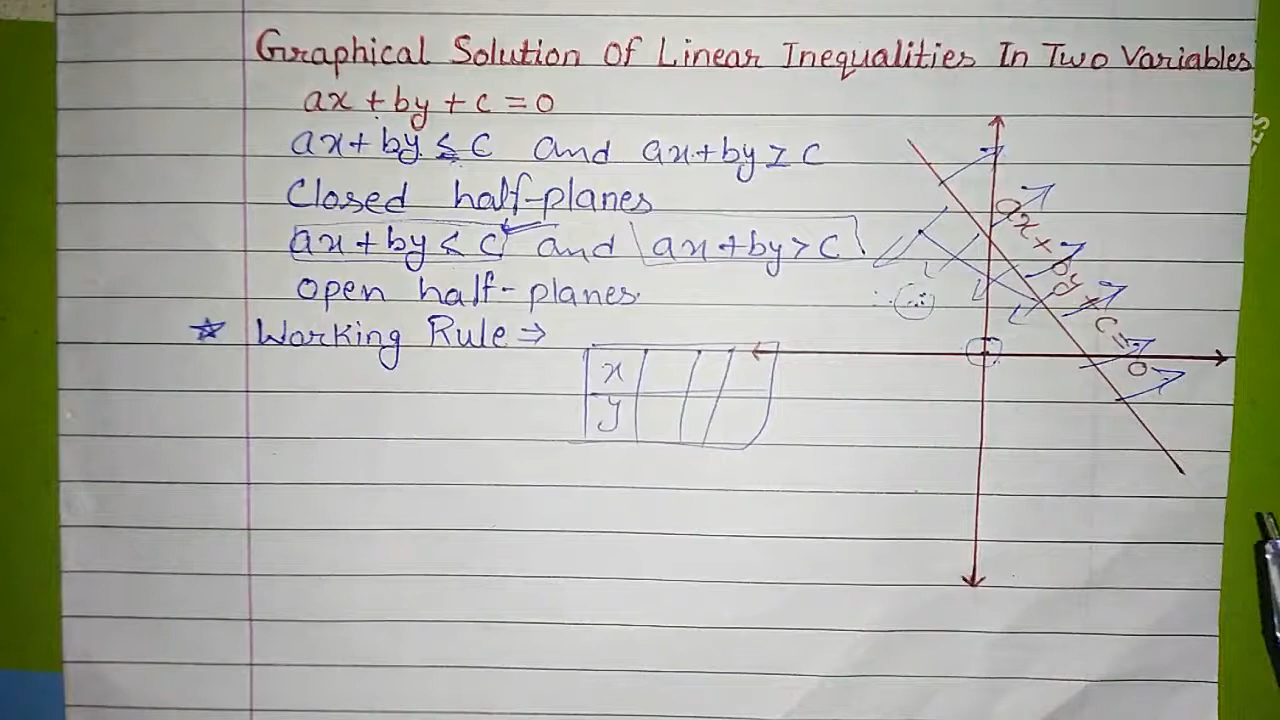 Graphical Solution Of Linear Inequalities In Two Variables
ax + by + c = 0
ax + by ≤ c and ax + by ≥ c
Closed half-planes
ax + by < c and ax + by > c
open half-planes.
☆ Working Rule ⇒
x
y
ax + by + c = 0